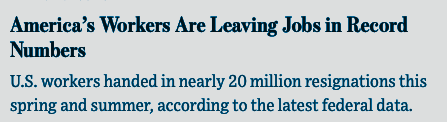 America’s Workers Are Leaving Jobs in Record
Numbers
U.S. workers handed in nearly 20 million resignations this
spring and summer, according to the latest federal data.